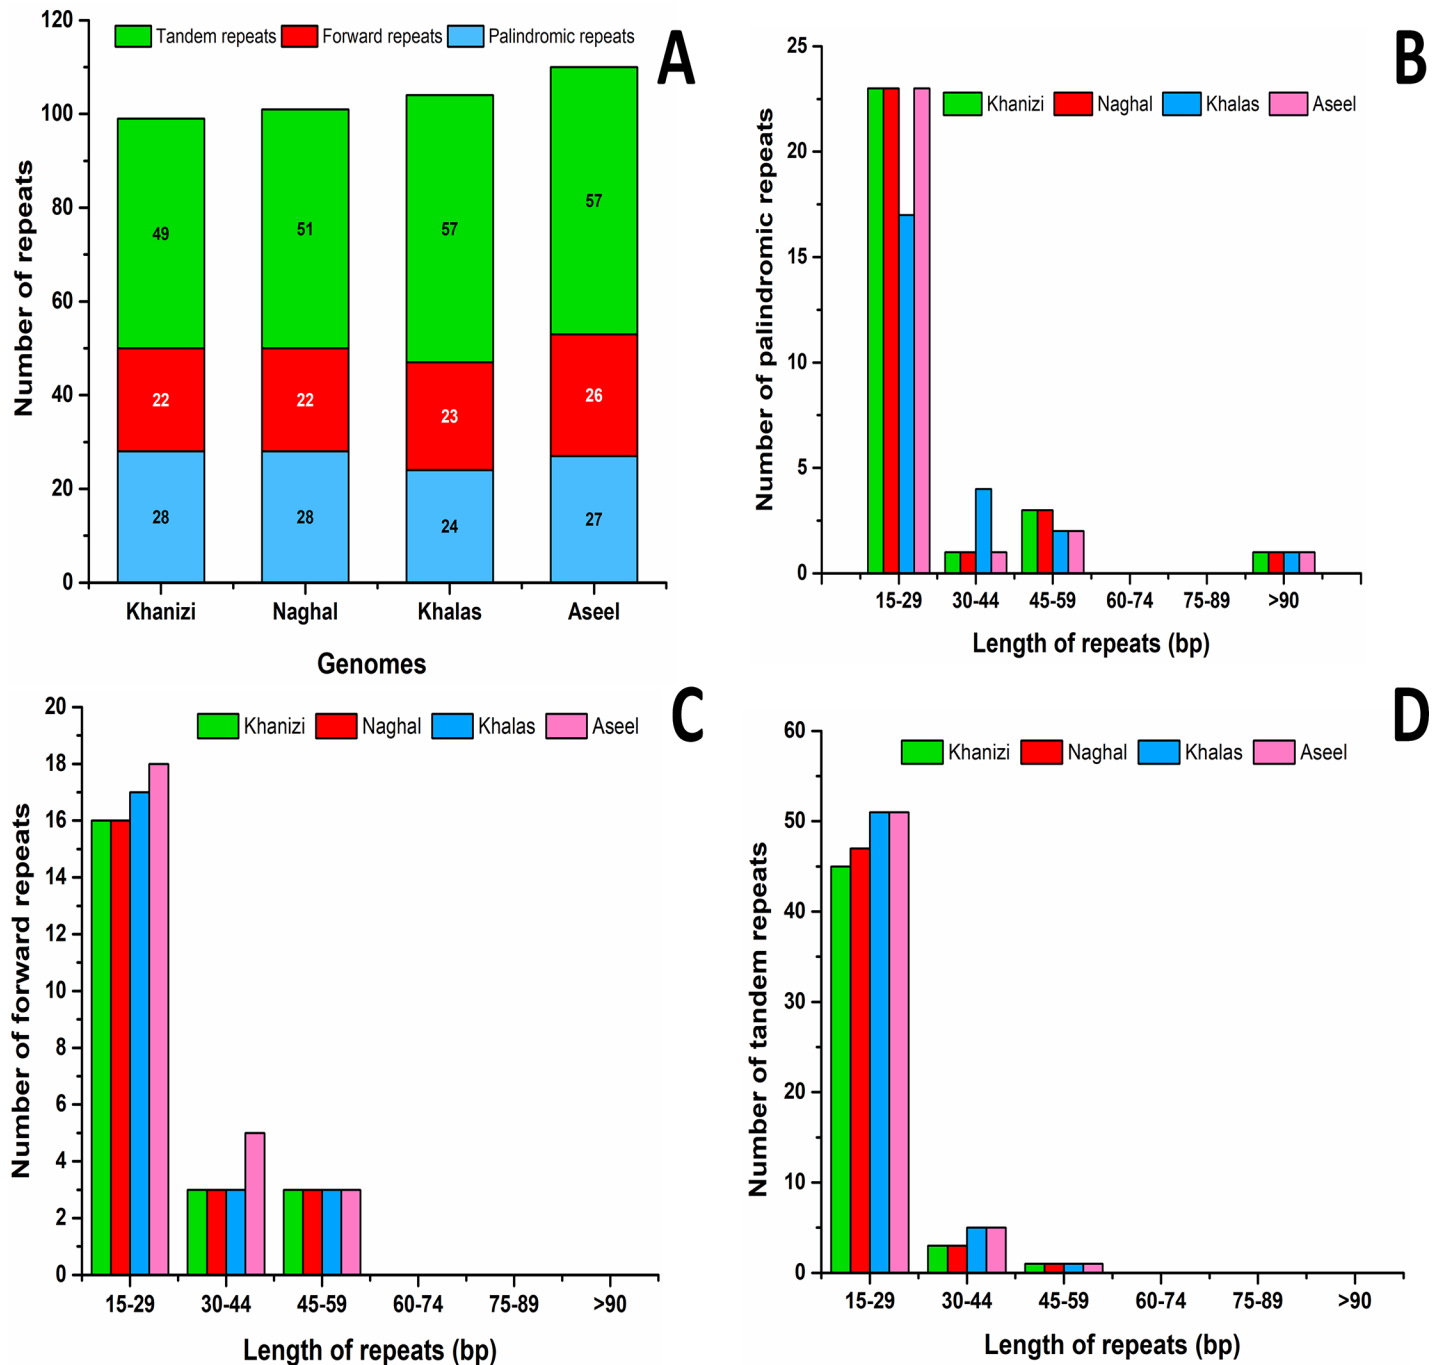 A
Tandem repeats Forward repeats Palindromic repeats
Number of repeats
120
100
80
60
40
20
0
49 51 57 57
22 22 23 26
28 28 24 27
Khanizi Naghal Khalas Aseel
Genomes
B
Khanizi Naghal Khalas Aseel
Number of palindromic repeats
25
20
15
10
5
0
15-29 30-44 45-59 60-74 75-89 >90
Length of repeats (bp)
C
Khanizi Naghal Khalas Aseel
Number of forward repeats
20
18
16
14
12
10
8
6
4
2
0
15-29 30-44 45-59 60-74 75-89 >90
Length of repeats (bp)
D
Khanizi Naghal Khalas Aseel
Number of tandem repeats
60
50
40
30
20
10
0
15-29 30-44 45-59 60-74 75-89 >90
Length of repeats (bp)